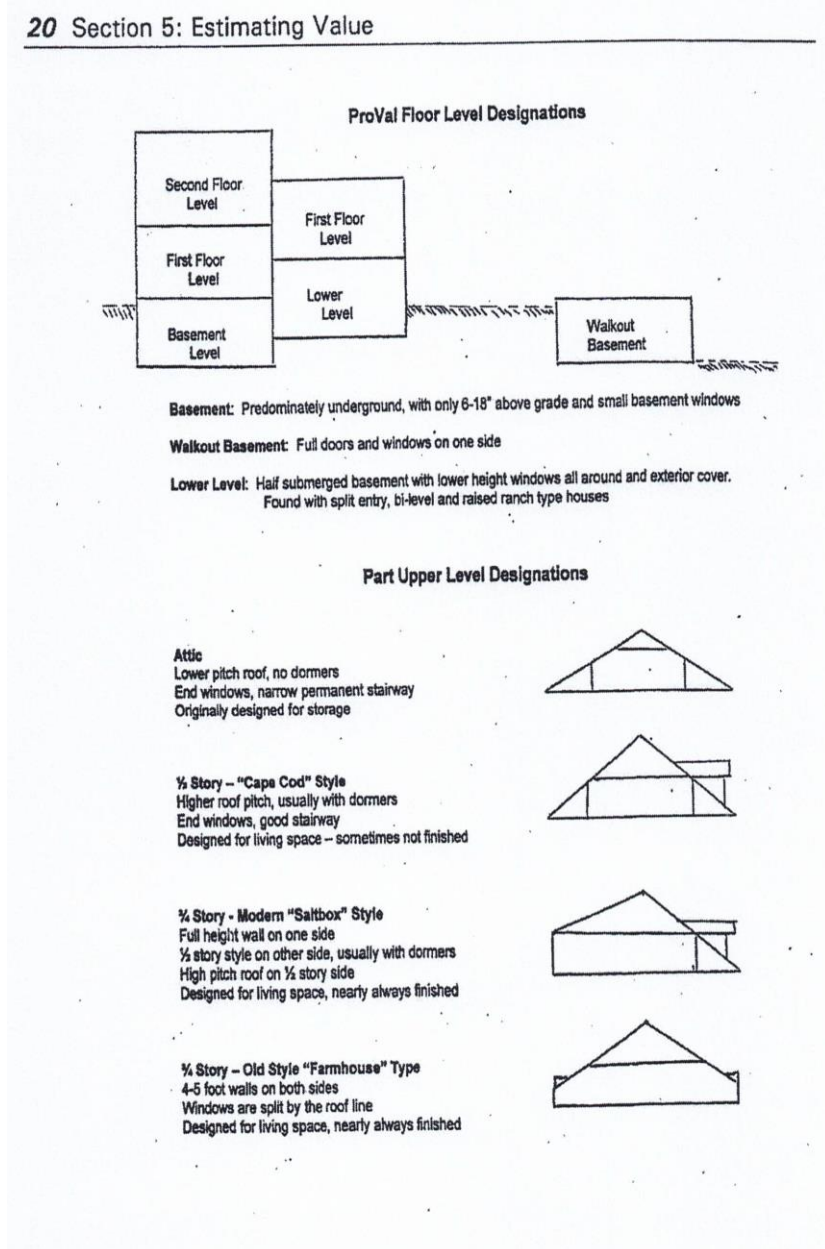 20 Section 5: Estimating Value
ProVal Floor Level Designations
Second Floor
Level
First Floor
Level
First Floor
Level
Lower
Level
Walkout
Basement
Basement
Level
Basement: Predominately underground, with only 6-18" above grade and small basement windows
Walkout Basement: Full doors and windows on one side
Lower Level: Half submerged basement with lower height windows all around and exterior cover.
Found with split entry, bi-level and raised ranch type houses
Part Upper Level Designations
Attic
Lower pitch roof, no dormers
End windows, narrow permanent stairway
Originally designed for storage
½ Story – "Cape Cod" Style
Higher roof pitch, usually with dormers
End windows, good stairway
Designed for living space – sometimes not finished
¾ Story - Modern "Saltbox" Style
Full height wall on one side
½ story style on other side, usually with dormers
High pitch roof on ½ story side
Designed for living space, nearly always finished
¾ Story – Old Style "Farmhouse" Type
4-5 foot walls on both sides
Windows are split by the roof line
Designed for living space, nearly always finished